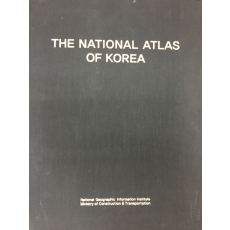 THE NATIONAL ATLAS
OF KOREA
National Geographic Information Institute
Ministry of Construction & Transportation